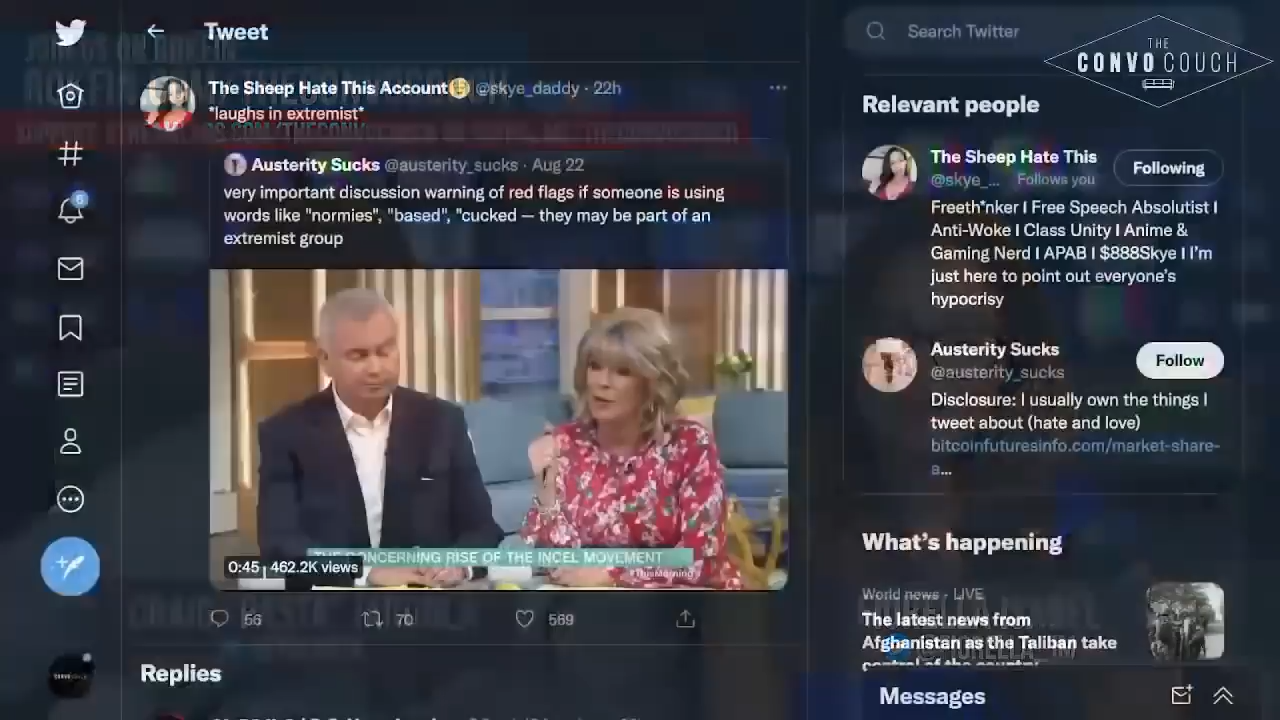 Tweet
The Sheep Hate This Account @skye_daddy · 22h
*laughs in extremist*
Austerity Sucks @austerity_sucks · Aug 22
very important discussion warning of red flags if someone is using
words like "normies", "based", "cucked — they may be part of an
extremist group
THE CONCERNING RISE OF THE INCEL MOVEMENT
#ThisMorning
0:45 | 462.2K views
56 70 569
Replies
Search Twitter
THE
CONVO COUCH
Relevant people
The Sheep Hate This
@skye_... Follows you
Following
Freeth*nker I Free Speech Absolutist I
Anti-Woke I Class Unity I Anime &
Gaming Nerd I APAB I $888Skye I I'm
just here to point out everyone's
hypocrisy
Austerity Sucks
@austerity_sucks
Follow
Disclosure: I usually own the things I
tweet about (hate and love)
bitcoinfuturesinfo.com/market-share-
a...
What's happening
World news · LIVE
The latest news from
Afghanistan as the Taliban take
control of the country
Messages
6